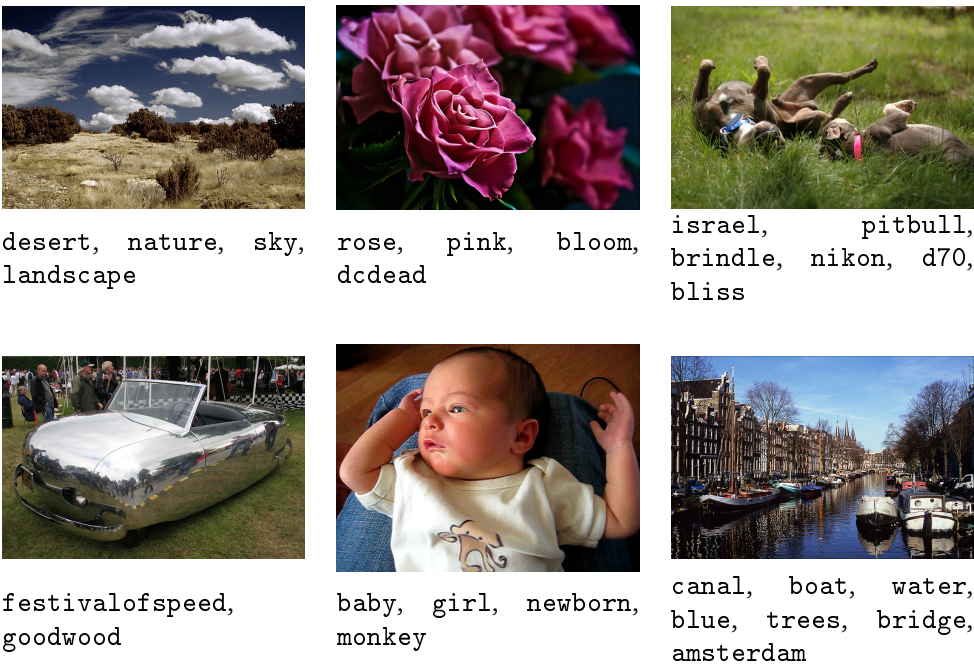 desert, nature, sky,
landscape
rose, pink, bloom,
dcdead
israel, pitbull,
brindle, nikon, d70,
bliss
festivalofspeed,
goodwood
baby, girl, newborn,
monkey
canal, boat, water,
blue, trees, bridge,
amsterdam